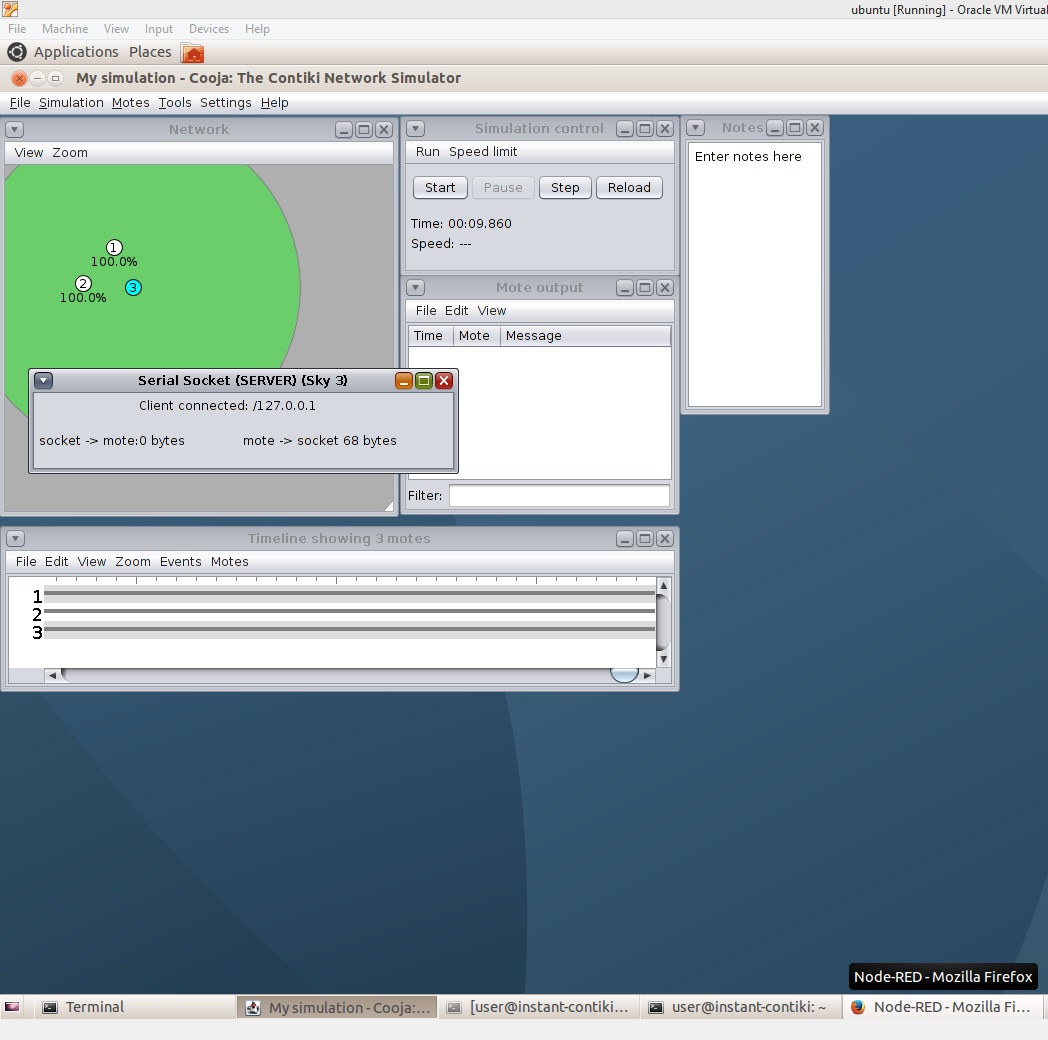 ubuntu [Running] - Oracle VM Virtual
File Machine View Input Devices Help
Applications Places
My simulation - Cooja: The Contiki Network Simulator
File Simulation Motes Tools Settings Help
Network
View Zoom
1
100.0%
2
100.0%
3
Simulation control
Run Speed limit
Start Pause Step Reload
Time: 00:09.860
Speed: ---
Notes
Enter notes here
Mote output
File Edit View
Time Mote Message
Filter:
Serial Socket (SERVER) (Sky 3)
Client connected: /127.0.0.1
socket -> mote:0 bytes mote -> socket 68 bytes
Timeline showing 3 motes
File Edit View Zoom Events Motes
1
2
3
Node-RED - Mozilla Firefox
Terminal My simulation - Cooja:... [user@instant-contiki... user@instant-contiki: ~ Node-RED - Mozilla Fi...